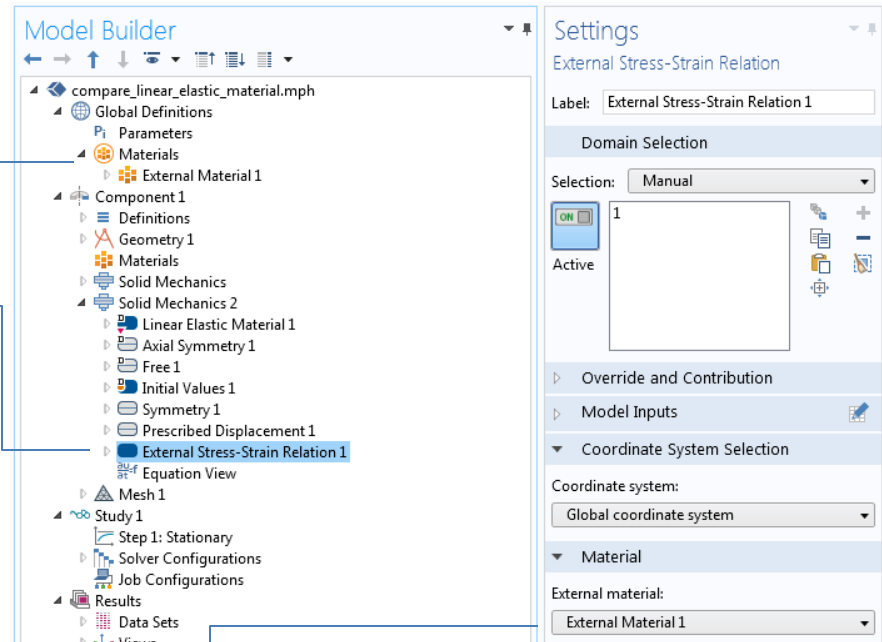 Model Builder
compare_linear_elastic_material.mph
Global Definitions
Pi Parameters
Materials
External Material 1
Component 1
Definitions
Geometry 1
Materials
Solid Mechanics
Solid Mechanics 2
Linear Elastic Material 1
Axial Symmetry 1
Free 1
Initial Values 1
Symmetry 1
Prescribed Displacement 1
External Stress-Strain Relation 1
Equation View
Mesh 1
Study 1
Step 1: Stationary
Solver Configurations
Job Configurations
Results
Data Sets
Views
Settings
External Stress-Strain Relation
Label: External Stress-Strain Relation 1
Domain Selection
Selection: Manual
ON
1
Active
Override and Contribution
Model Inputs
Coordinate System Selection
Coordinate system:
Global coordinate system
Material
External material:
External Material 1